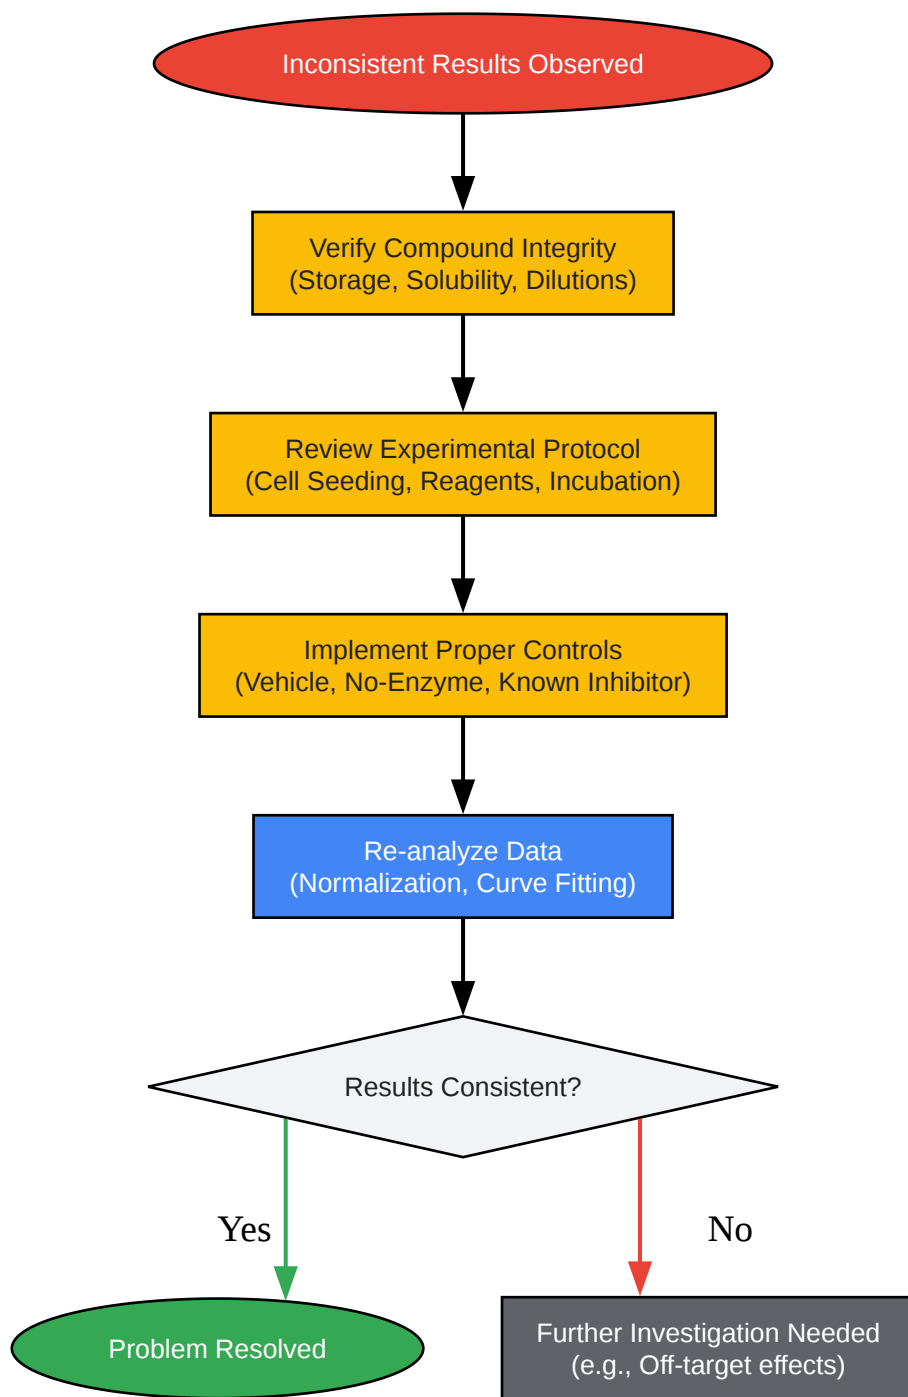 Inconsistent Results Observed
Verify Compound Integrity
(Storage, Solubility, Dilutions)
Review Experimental Protocol
(Cell Seeding, Reagents, Incubation)
Implement Proper Controls
(Vehicle, No-Enzyme, Known Inhibitor)
Re-analyze Data
(Normalization, Curve Fitting)
Results Consistent?
Yes
No
Problem Resolved
Further Investigation Needed
(e.g., Off-target effects)